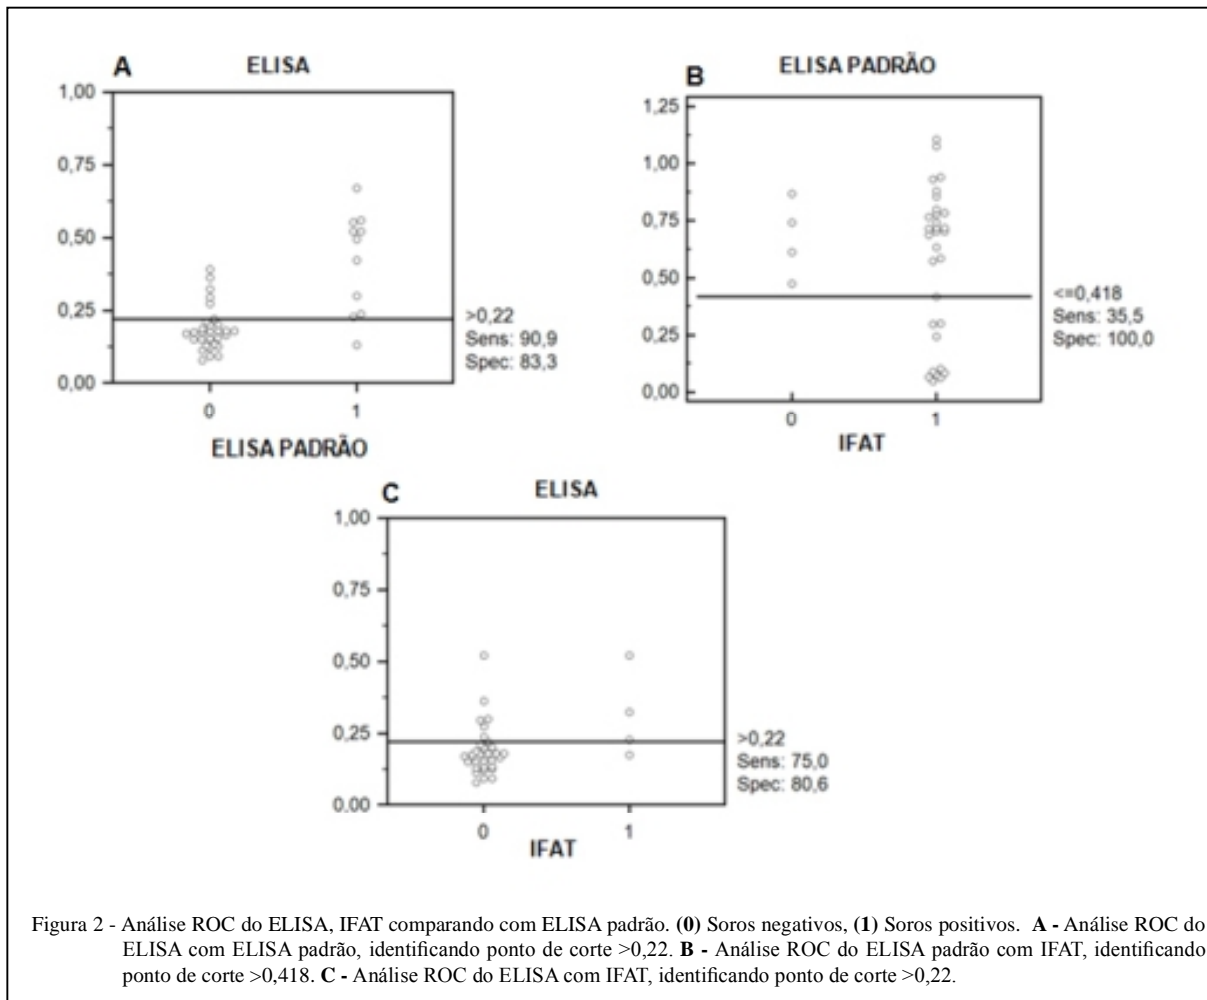 A
ELISA
1,00
0,75
0,50
0,25
0,00
0
1
>0,22
Sens: 90,9
Spec: 83,3
ELISA PADRÃO
B
ELISA PADRÃO
1,25
1,00
0,75
0,50
0,25
0,00
0
1
<=0,418
Sens: 35,5
Spec: 100,0
IFAT
C
ELISA
1,00
0,75
0,50
0,25
0.00
0
1
>0,22
Sens: 75,0
Spec: 80,6
IFAT
Figura 2 - Análise ROC do ELISA, IFAT comparando com ELISA padrão. (0) Soros negativos, (1) Soros positivos. A - Análise ROC do
ELISA com ELISA padrão, identificando ponto de corte >0,22. B - Análise ROC do ELISA padrão com IFAT, identificando
ponto de corte >0,418. C - Análise ROC do ELISA com IFAT, identificando ponto de corte >0,22.